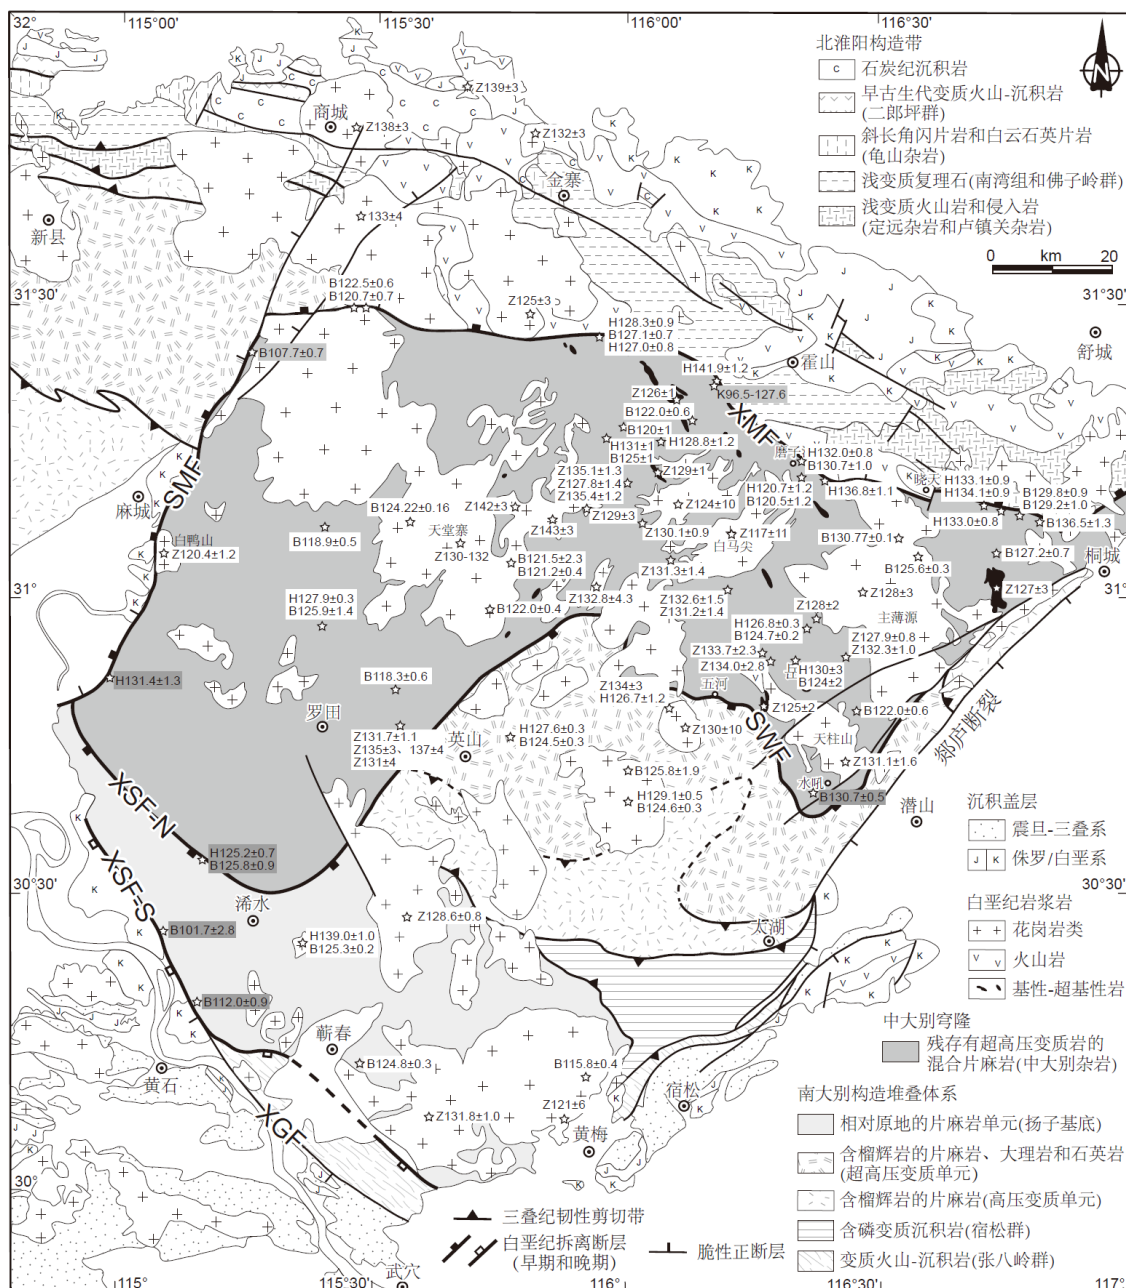 32°
115°00'
115°30'
116°00'
116°30'
北淮阳构造带
C 石炭纪沉积岩
早古生代变质火山-沉积岩
(二郎坪群)
斜长角闪片岩和白云石英片岩
(龟山杂岩)
浅变质复理石(南湾组和佛子岭群)
浅变质火山岩和侵入岩
(定远杂岩和卢镇关杂岩)
N
0 km 20
Z139±3
商城
Z138±3
Z132±3
金寨
133±4
新县
31°30'
31°30'
B122.5±0.6
B120.7±0.7
Z125±3
H128.3±0.9
B127.1±0.7
H127.0±0.8
舒城
B107.7±0.7
霍山
H141.9±1.2
K96.5-127.6
Z126±1
XMF
B122.0±0.6
B120±1
H128.8±1.2
H131±1
B125±1
SMF
H132.0±0.8
B130.7±1.0
晓天
Z135.1±1.3
Z127.8±1.4
Z135.4±1.2
Z129±1
H120.7±1.2
B120.5±1.2
H136.8±1.1
H133.1±0.9
H134.1±0.9
B129.8±0.9
B129.2±1.0
麻城
B124.22±0.16
Z142±3
Z129±3
Z124±10
H133.0±0.8
B136.5±1.3
白鸭山
Z120.4±1.2
B118.9±0.5
天堂寨
Z130-132
Z143±3
Z130.1±0.9
Z117±11
白马尖
B130.77±0.1
B127.2±0.7
桐城
B121.5±2.3
B121.2±0.4
Z131.3±1.4
B125.6±0.3
31°
31°
H127.9±0.3
B125.9±1.4
B122.0±0.4
Z132.8±4.3
Z132.6±1.5
Z131.2±1.4
Z128±2
Z128±3
Z127±3
主薄源
H126.8±0.3
B124.7±0.2
Z127.9±0.8
Z132.3±1.0
Z133.7±2.3
Z134.0±2.8
H131.4±1.3
B118.3±0.6
Z134±3
H126.7±1.2
五河
H130±3
B124±2
Z125±2
B122.0±0.6
罗田
Z131.7±1.1
Z135±3、137±4
Z131±4
英山
H127.6±0.3
B124.5±0.3
Z130±10
SWF
天柱山
郯庐断裂
B125.8±1.9
Z131.1±1.6
水吼
B130.7±0.5
XSF-N
H129.1±0.5
B124.6±0.3
潜山
沉积盖层
震旦-三叠系
J K 侏罗/白垩系
H125.2±0.7
B125.8±0.9
XSF-S
30°30'
30°30'
浠水
Z128.6±0.8
太湖
白垩纪岩浆岩
花岗岩类
火山岩
基性-超基性岩
B101.7±2.8
H139.0±1.0
B125.3±0.2
B112.0±0.9
中大别穹隆
残存有超高压变质岩的
混合片麻岩(中大别杂岩)
蕲春
B124.8±0.3
B115.8±0.4
黄石
宿松
南大别构造堆叠体系
相对原地的片麻岩单元(扬子基底)
含榴辉岩的片麻岩、大理岩和石英岩
(超高压变质单元)
含榴辉岩的片麻岩(高压变质单元)
含磷变质沉积岩(宿松群)
变质火山-沉积岩(张八岭群)
XGF
Z131.8±1.0
Z121±6
黄梅
30°
三叠纪韧性剪切带
白垩纪拆离断层
(早期和晚期)
脆性正断层
武穴
115°
115°30'
116°
116°30'
117°